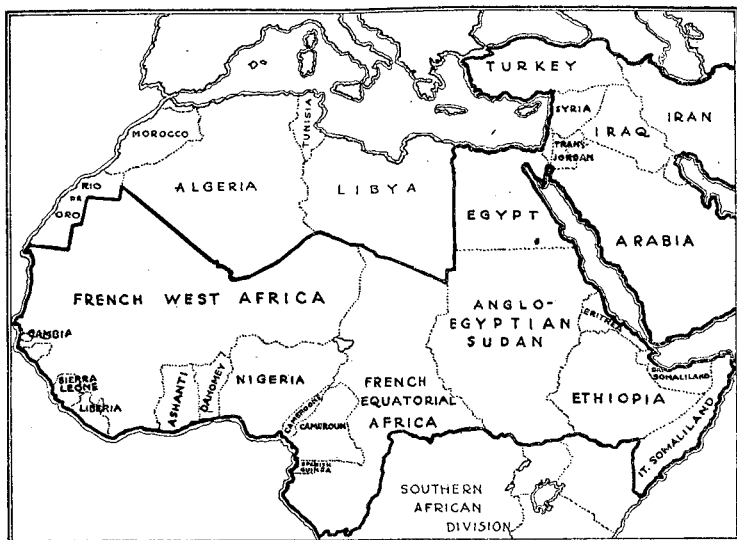 TURKEY
SYRIA
IRAQ
IRAN
TRANS-
JORDAN
MOROCCO
TUNISIA
ALGERIA
LIBYA
EGYPT
ARABIA
RIO
DE
ORO
FRENCH WEST AFRICA
ANGLO-
EGYPTIAN
SUDAN
ERITREA
GAMBIA
SIERRA
LEONE
LIBERIA
ASHANTI
DAHOMEY
NIGERIA
CAMEROONS
CAMEROUN
FRENCH
EQUATORIAL
AFRICA
SOMALILAND
ETHIOPIA
IT. SOMALILAND
SPANISH
GUINEA
SOUTHERN
AFRICAN
DIVISION